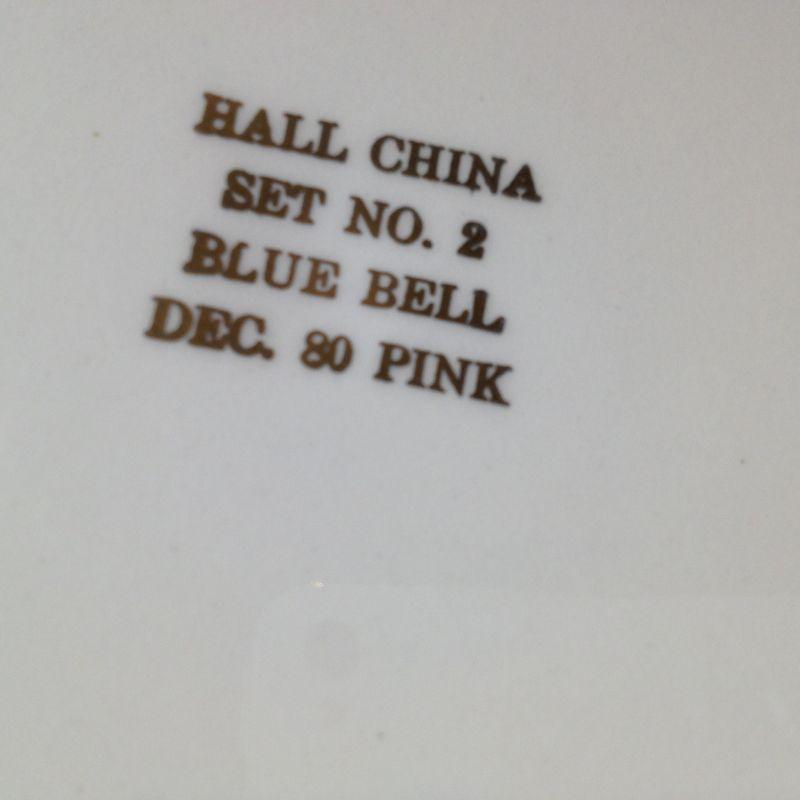 HALL CHINA
SET NO. 2
BLUE BELL
DEC. 80 PINK